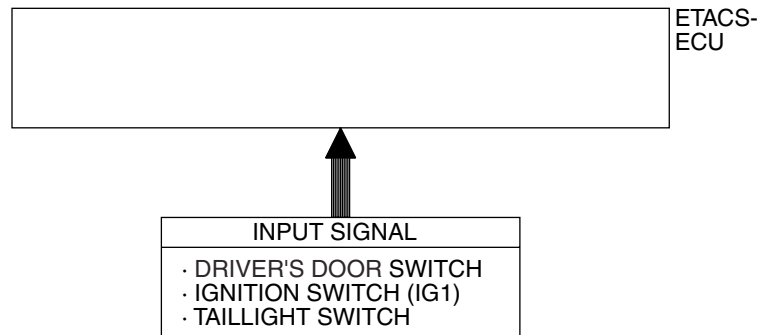 ETACS-
ECU
INPUT SIGNAL
· DRIVER'S DOOR SWITCH
· IGNITION SWITCH (IG1)
· TAILLIGHT SWITCH